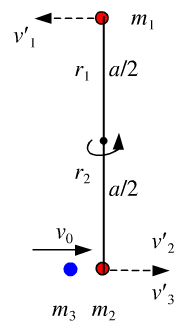 v'₁ m₁
r₁ a/2
r₂ a/2
v₀ v'₂
v'₃
m₃ m₂